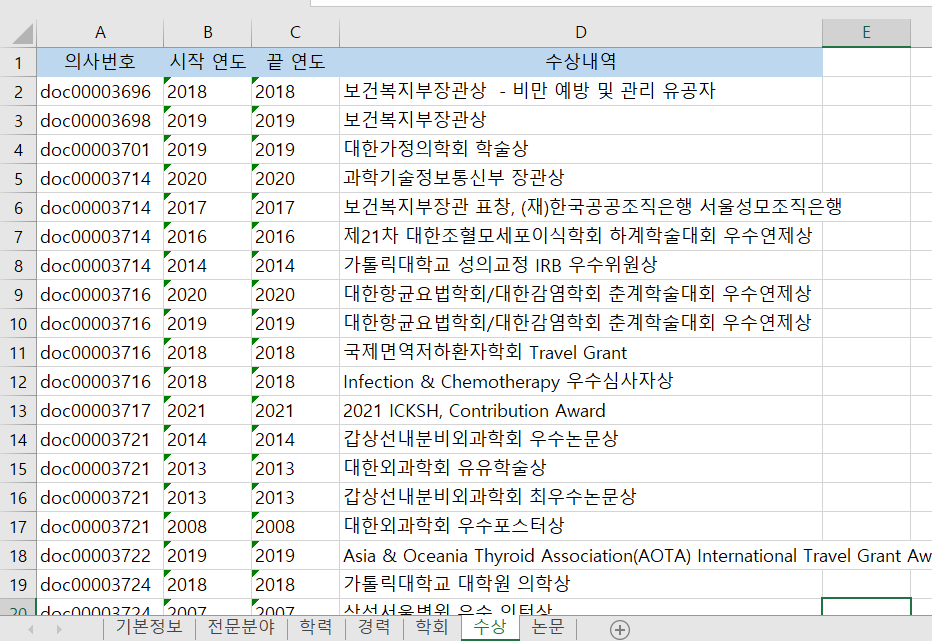 A B C D E
1 의사번호 시작 연도 끝 연도 수상내역
2 doc00003696 2018 2018 보건복지부장관상 - 비만 예방 및 관리 유공자
3 doc00003698 2019 2019 보건복지부장관상
4 doc00003701 2019 2019 대한가정의학회 학술상
5 doc00003714 2020 2020 과학기술정보통신부 장관상
6 doc00003714 2017 2017 보건복지부장관 표창, (재)한국공공조직은행 서울성모조직은행
7 doc00003714 2016 2016 제21차 대한조혈모세포이식학회 하계학술대회 우수연제상
8 doc00003714 2014 2014 가톨릭대학교 성의교정 IRB 우수위원상
9 doc00003716 2020 2020 대한항균요법학회/대한감염학회 춘계학술대회 우수연제상
10 doc00003716 2019 2019 대한항균요법학회/대한감염학회 춘계학술대회 우수연제상
11 doc00003716 2018 2018 국제면역저하환자학회 Travel Grant
12 doc00003716 2018 2018 Infection & Chemotherapy 우수심사자상
13 doc00003717 2021 2021 2021 ICKSH, Contribution Award
14 doc00003721 2014 2014 갑상선내분비외과학회 우수논문상
15 doc00003721 2013 2013 대한외과학회 유유학술상
16 doc00003721 2013 2013 갑상선내분비외과학회 최우수논문상
17 doc00003721 2008 2008 대한외과학회 우수포스터상
18 doc00003722 2019 2019 Asia & Oceania Thyroid Association(AOTA) International Travel Grant Aw
19 doc00003724 2018 2018 가톨릭대학교 대학원 의학상
20 doc00003724 2007 2007 삼성서울병원 우수 인턴상
기본정보 전문분야 학력 경력 학회 수상 논문